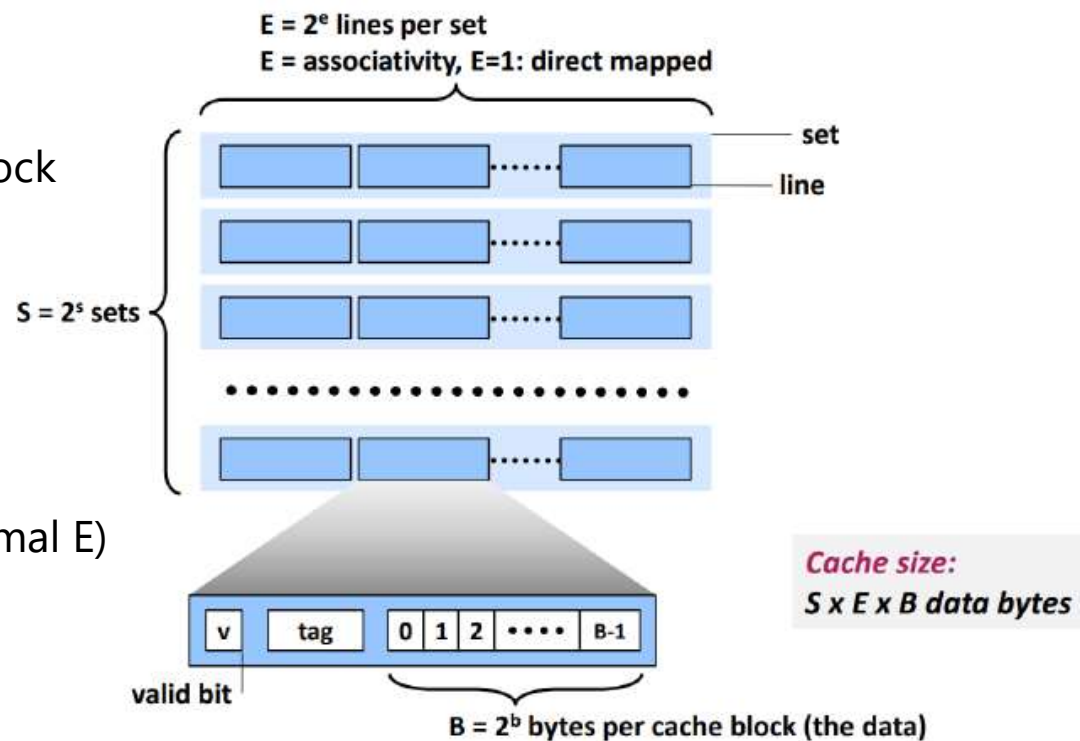 E = 2ᵉ lines per set
E = associativity, E=1: direct mapped
set
ock
line
S = 2ˢ sets
mal E)
Cache size:
S x E x B data bytes
v
tag
0 1 2 •••• B-1
valid bit
B = 2ᵇ bytes per cache block (the data)